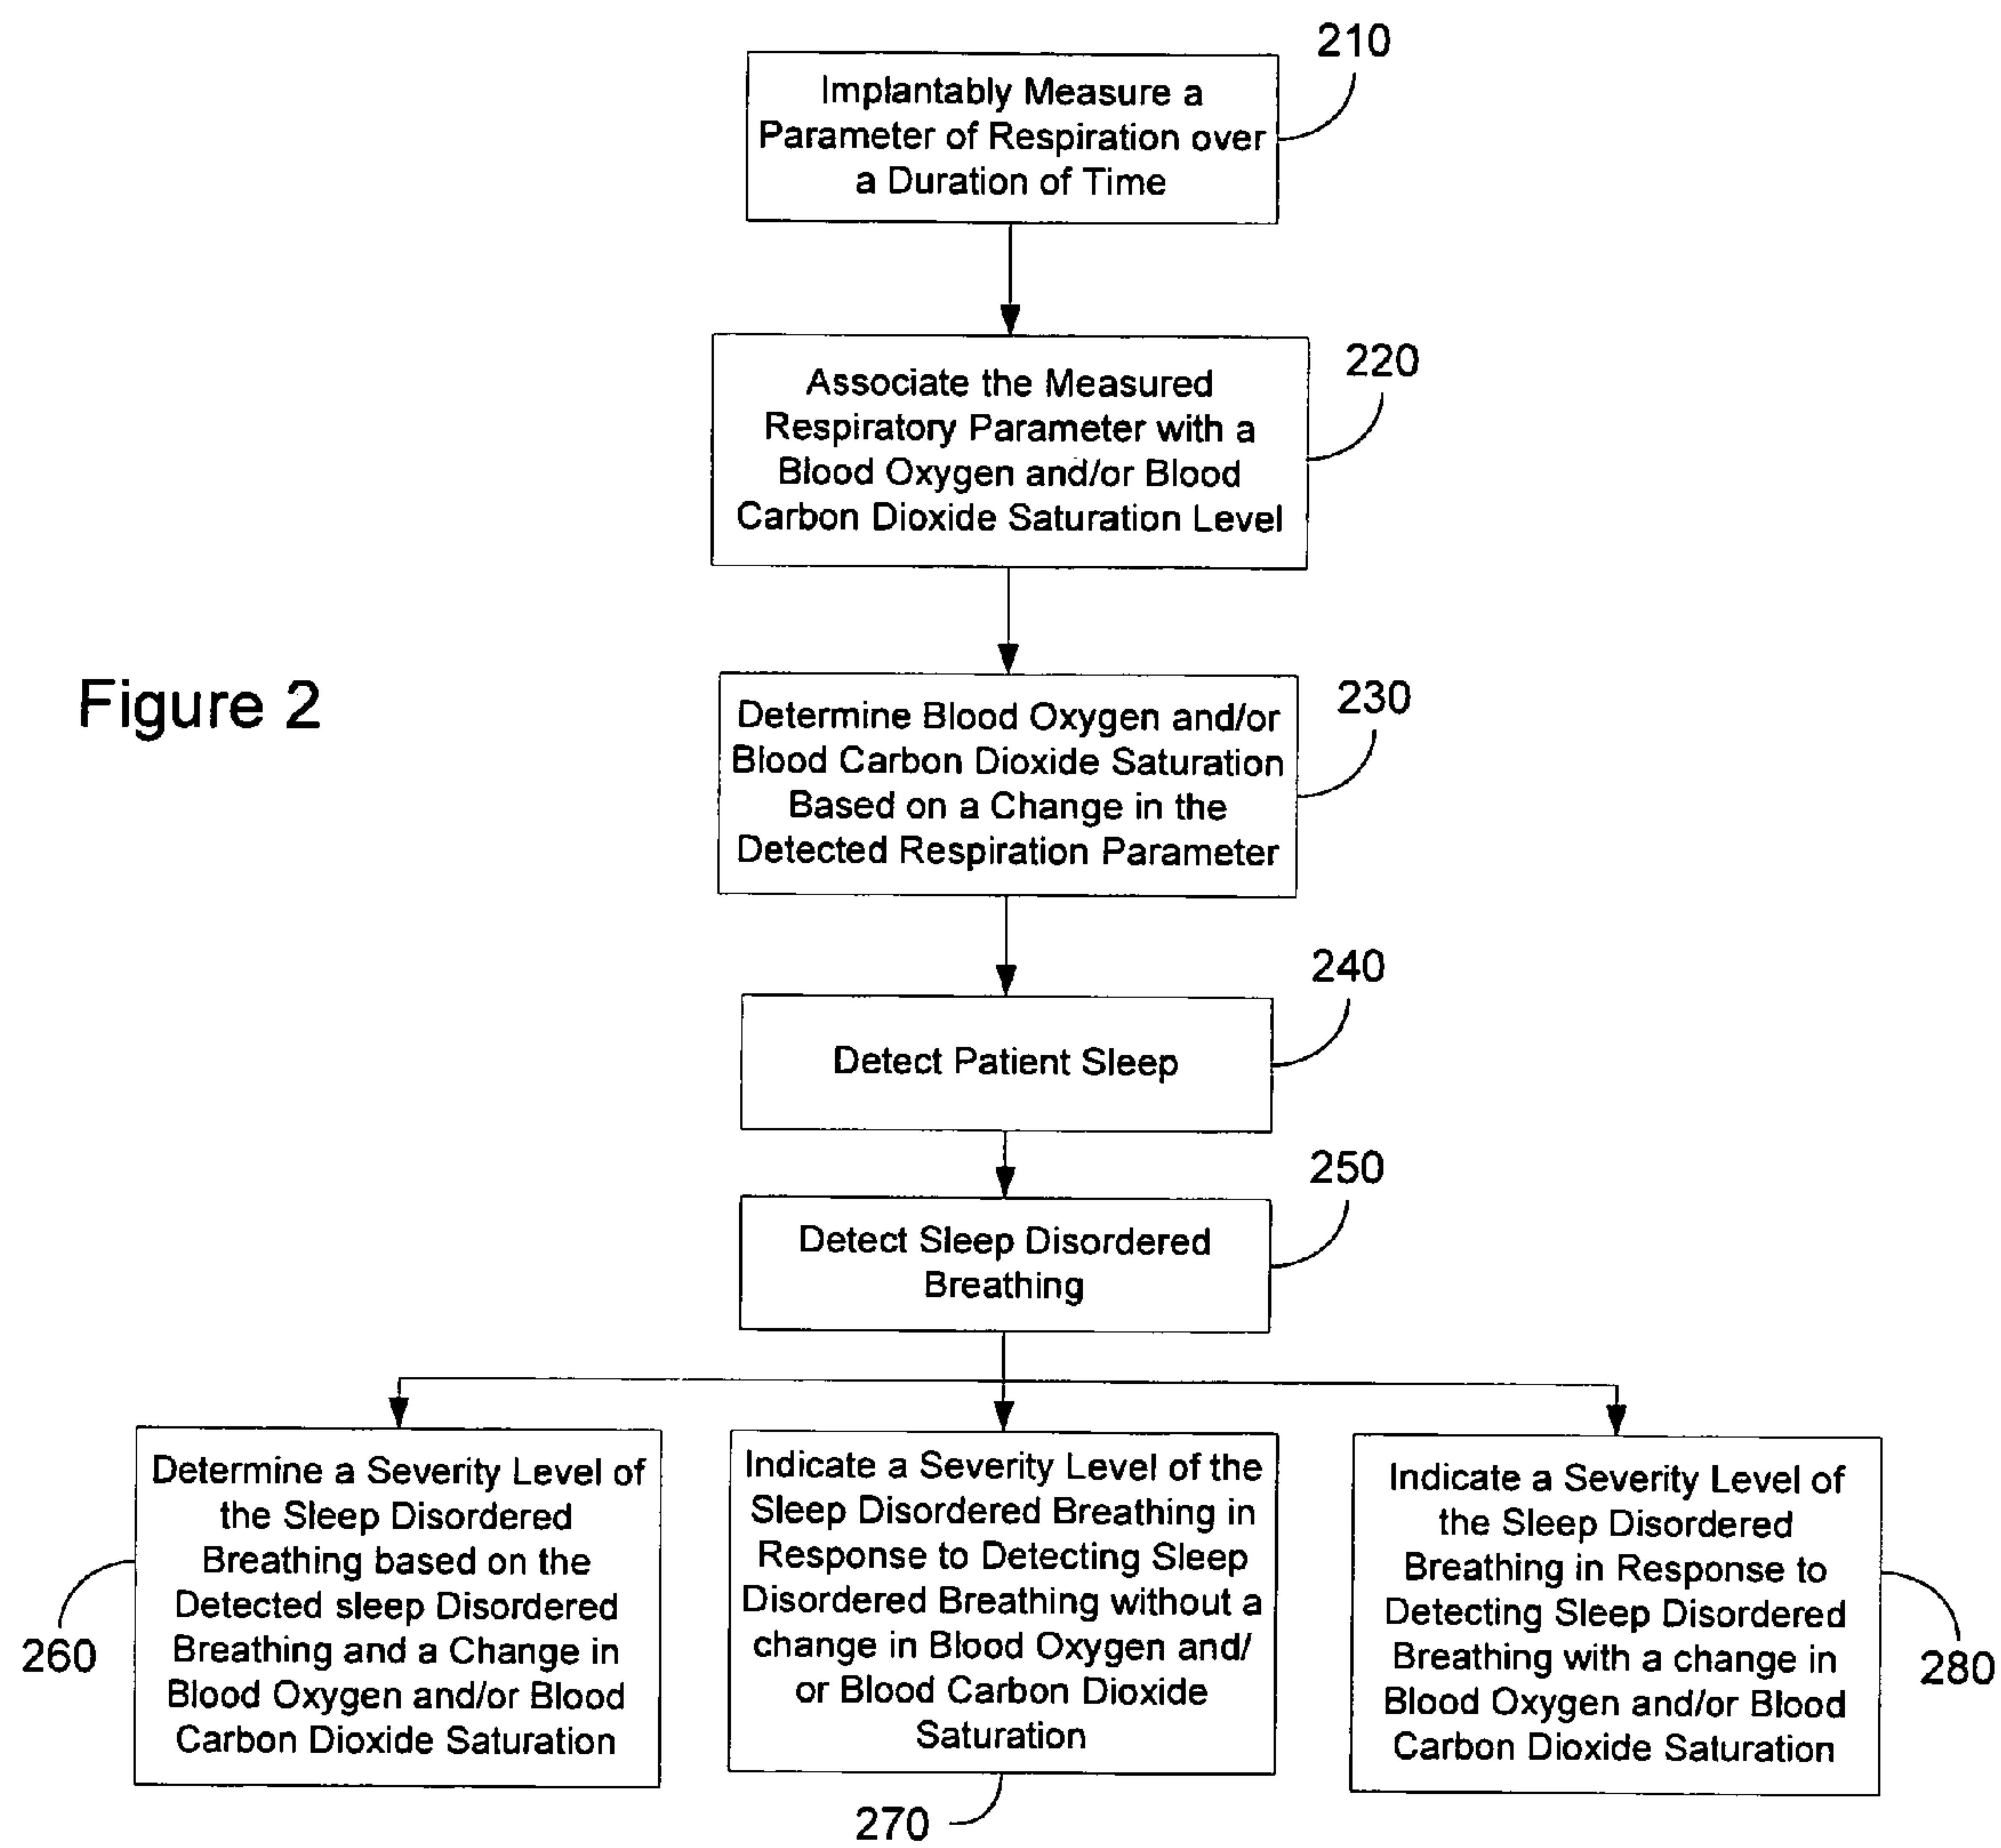 210
Implantably Measure a
Parameter of Respiration over
a Duration of Time
220
Associate the Measured
Respiratory Parameter with a
Blood Oxygen and/or Blood
Carbon Dioxide Saturation Level
Figure 2
230
Determine Blood Oxygen and/or
Blood Carbon Dioxide Saturation
Based on a Change in the
Detected Respiration Parameter
240
Detect Patient Sleep
250
Detect Sleep Disordered
Breathing
Determine a Severity Level of
the Sleep Disordered
Breathing based on the
Detected sleep Disordered
Breathing and a Change in
Blood Oxygen and/or Blood
Carbon Dioxide Saturation
260
Indicate a Severity Level of the
Sleep Disordered Breathing in
Response to Detecting Sleep
Disordered Breathing without a
change in Blood Oxygen and/
or Blood Carbon Dioxide
Saturation
270
Indicate a Severity Level of
the Sleep Disordered
Breathing in Response to
Detecting Sleep Disordered
Breathing with a change in
Blood Oxygen and/or Blood
Carbon Dioxide Saturation
280